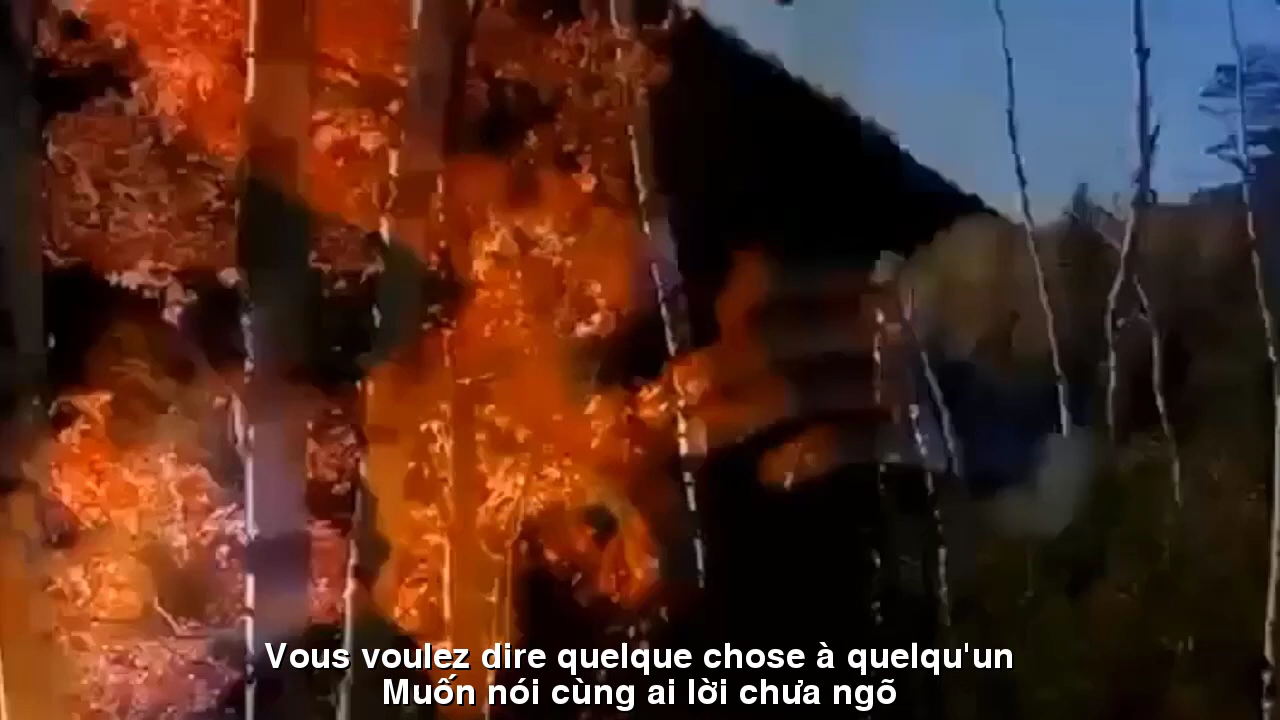 Vous voulez dire quelque chose à quelqu'un
Muốn nói cùng ai lời chưa ngõ